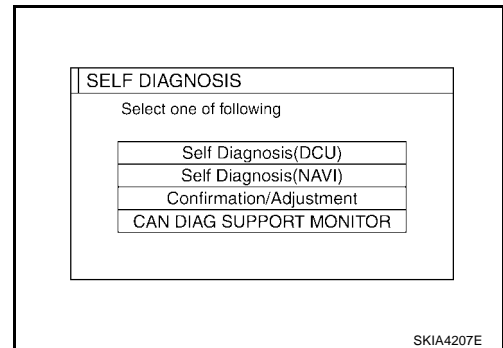 SELF DIAGNOSIS
Select one of following
Self Diagnosis(DCU)
Self Diagnosis(NAVI)
Confirmation/Adjustment
CAN DIAG SUPPORT MONITOR
SKIA4207E